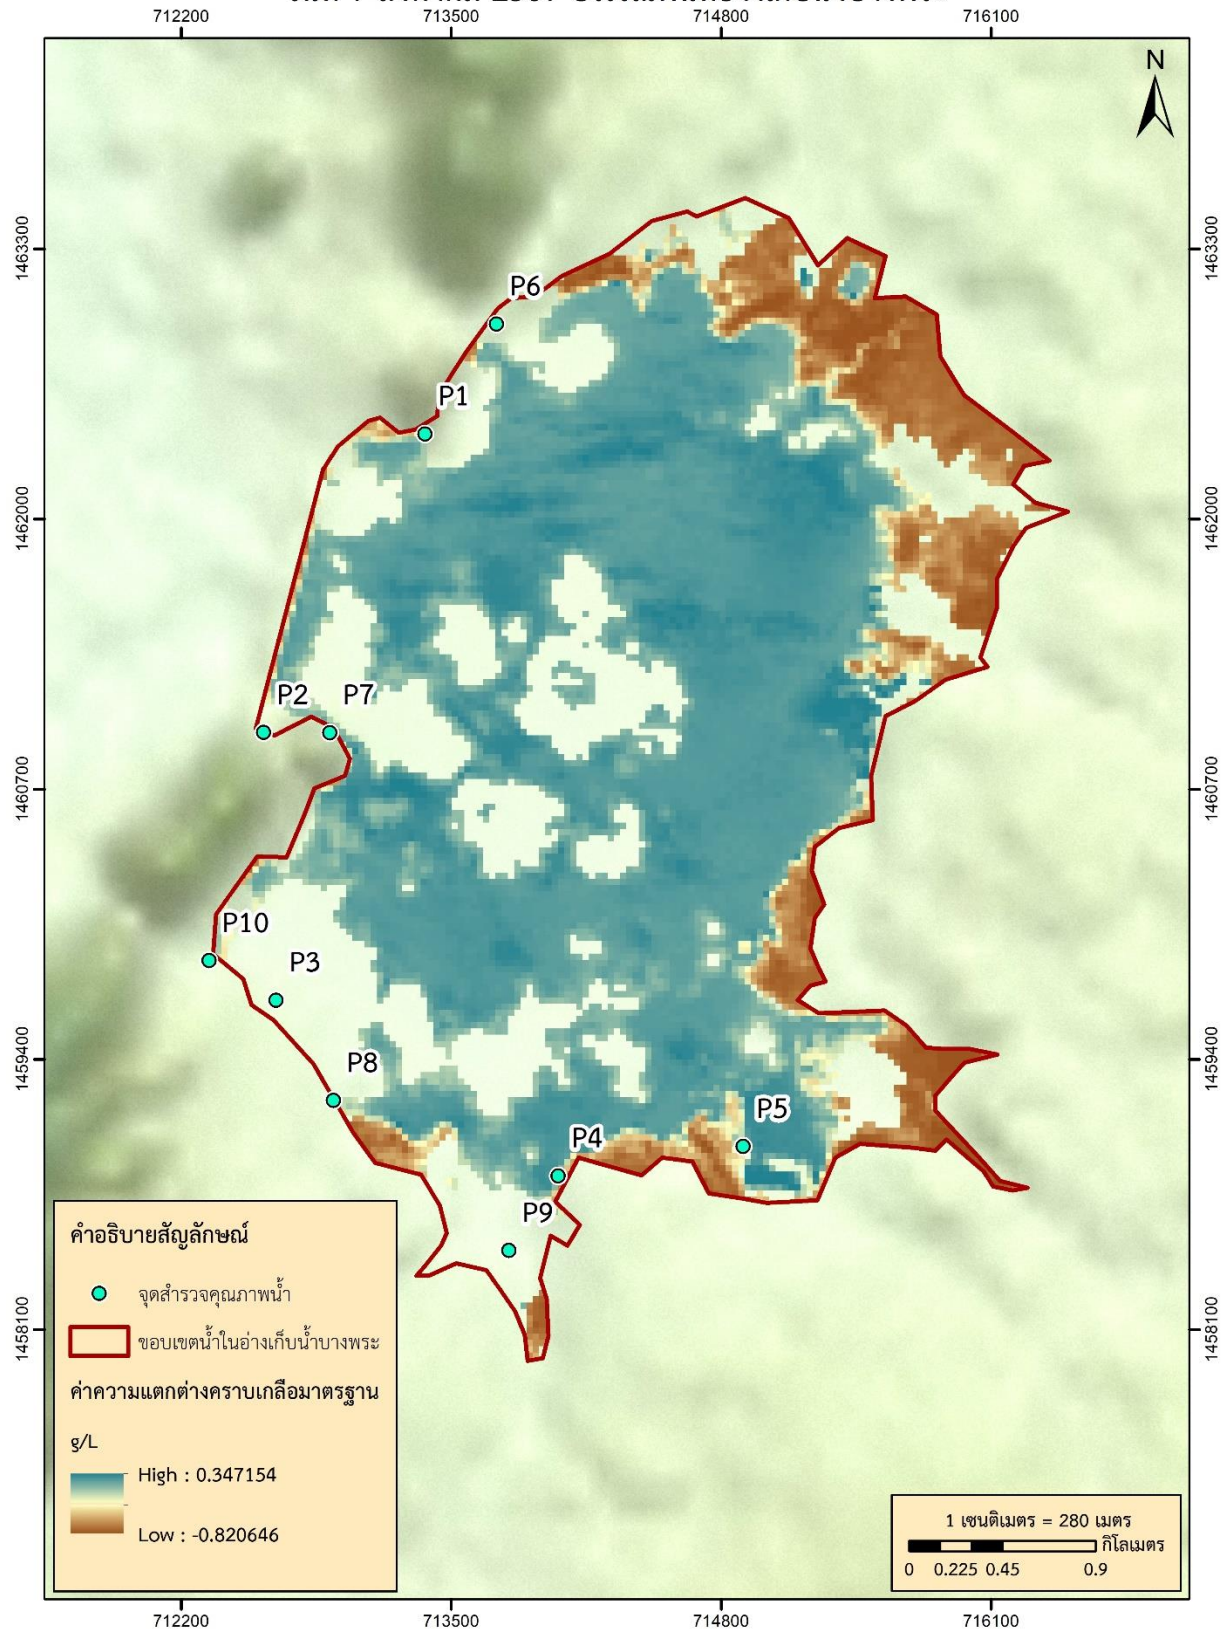 712200 713500 714800 116100
N
1463300 1463300
P6
P1
1462000 1462000
P2 P7
1460700 1460700
P10
P3
1459400 1459400
P8
P5
P4
P9
1458100 1458100
คำอธิบายสัญลักษณ์
จุดสำรวจคุณภาพน้ำ
ขอบเขตน้ำในอ่างเก็บน้ำบางพระ
ค่าความแตกต่างคราบเกลือมาตรฐาน
g/L
High : 0.347154
Low : -0.820646
1 เซนติเมตร = 280 เมตร
กิโลเมตร
0 0.225 0.45 0.9
712200 713500 714800 716100